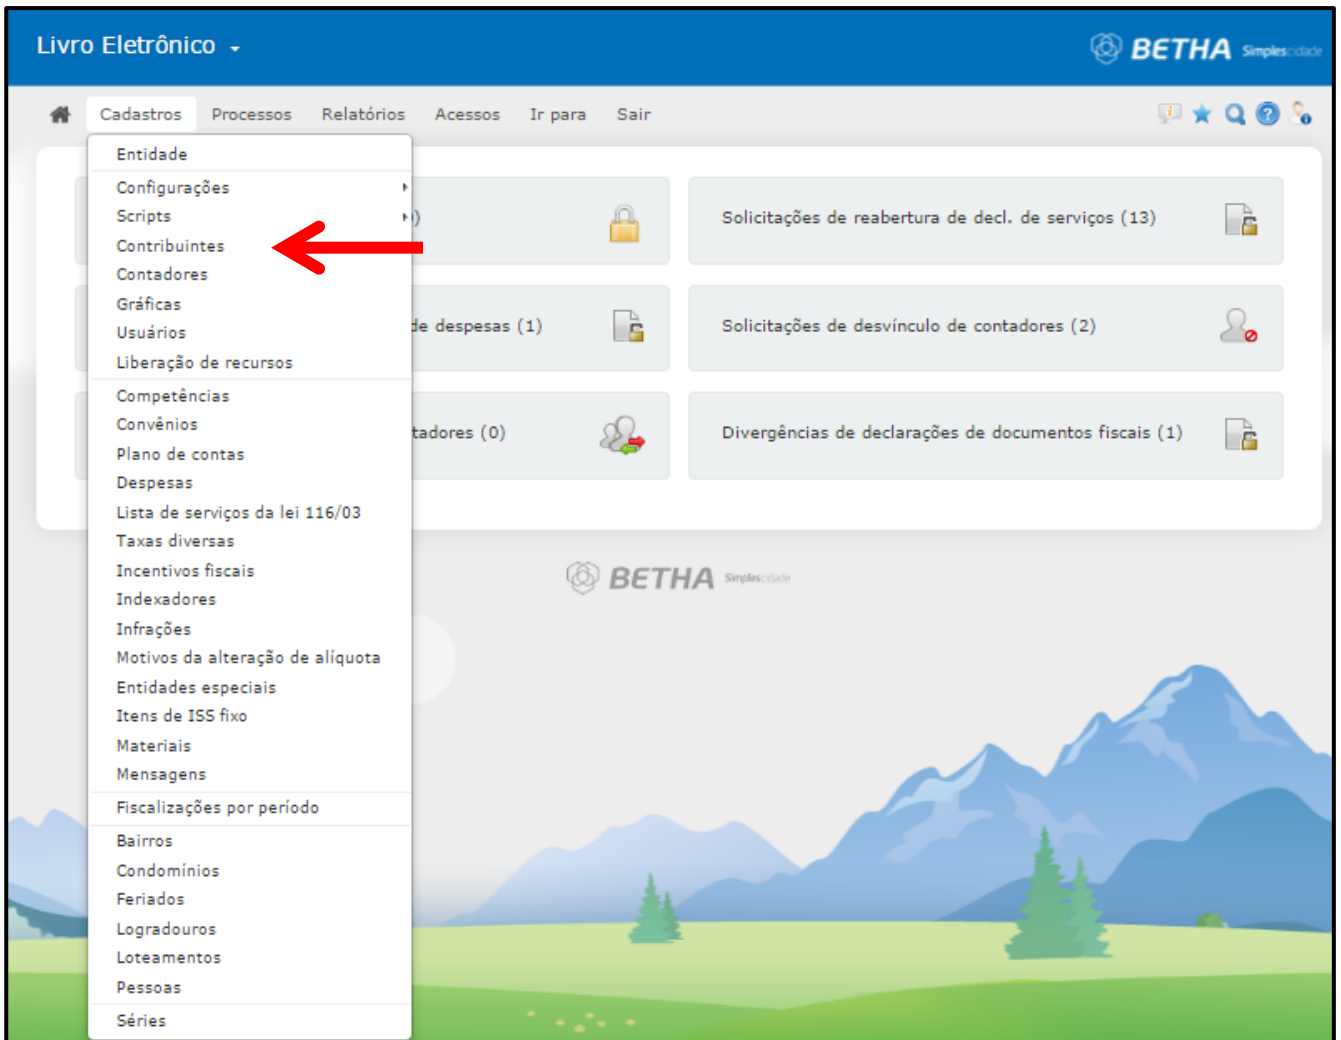 Livro Eletrônico
BETHA Simplescidade
Cadastros Processos Relatórios Acessos Ir para Sair
Entidade
Configurações
Scripts
Contribuintes
Contadores
Gráficas
Usuários
Liberação de recursos
Competências
Convênios
Plano de contas
Despesas
Lista de serviços da lei 116/03
Taxas diversas
Incentivos fiscais
Indexadores
Infrações
Motivos da alteração de alíquota
Entidades especiais
Itens de ISS fixo
Materiais
Mensagens
Fiscalizações por período
Bairros
Condomínios
Feriados
Logradouros
Loteamentos
Pessoas
Séries
)
Solicitações de reabertura de decl. de serviços (13)
de despesas (1)
Solicitações de desvínculo de contadores (2)
tadores (0)
Divergências de declarações de documentos fiscais (1)
BETHA Simplescidade